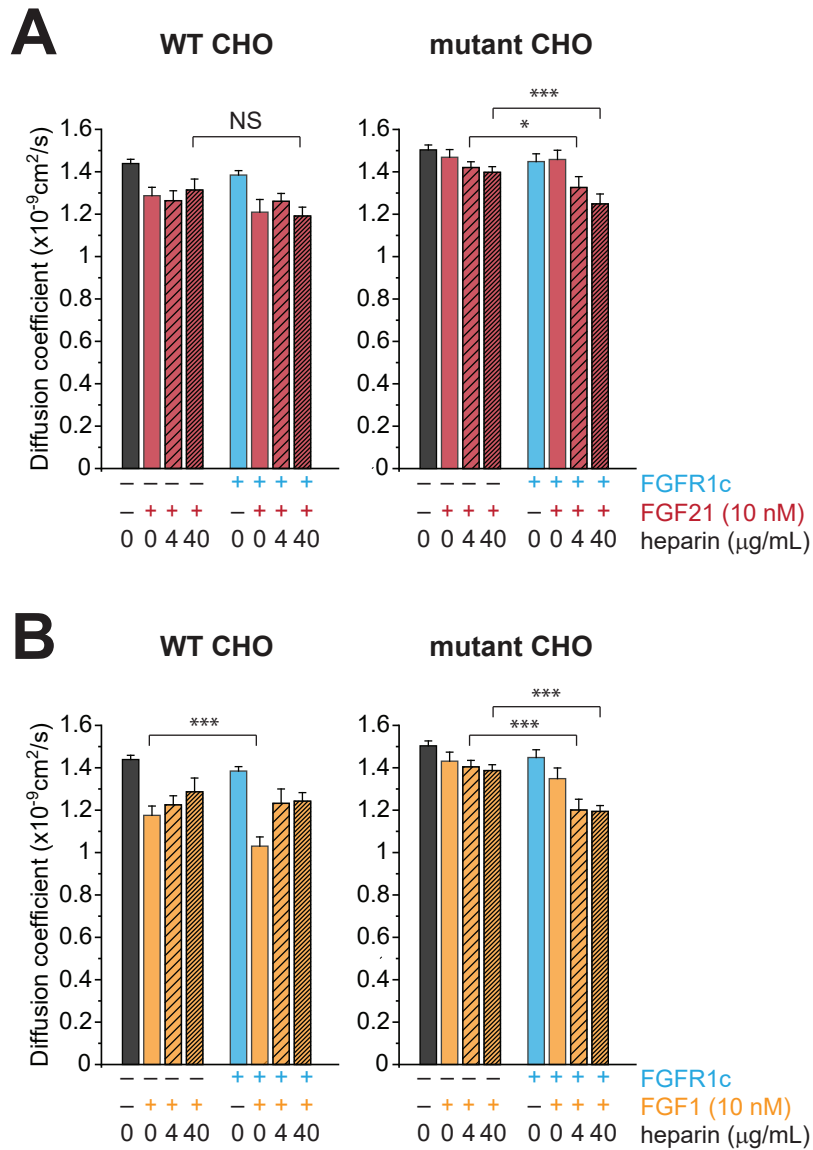 A
WT CHO
mutant CHO
NS
***
*
Diffusion coefficient (x10⁻⁹cm²/s)
1.6
1.4
1.2
1
0.8
0.6
0.4
0.2
0
1.6
1.4
1.2
1
0.8
0.6
0.4
0.2
0
– – – – + + + + – – – – + + + + FGFR1c
– + + + – + + + – + + + – + + + FGF21 (10 nM)
0 0 4 40 0 0 4 40 0 0 4 40 0 0 4 40 heparin (μg/mL)
B
WT CHO
mutant CHO
***
***
***
Diffusion coefficient (x10⁻⁹cm²/s)
1.6
1.4
1.2
1
0.8
0.6
0.4
0.2
0
1.6
1.4
1.2
1
0.8
0.6
0.4
0.2
0
– – – – + + + + – – – – + + + + FGFR1c
– + + + – + + + – + + + – + + + FGF1 (10 nM)
0 0 4 40 0 0 4 40 0 0 4 40 0 0 4 40 heparin (μg/mL)